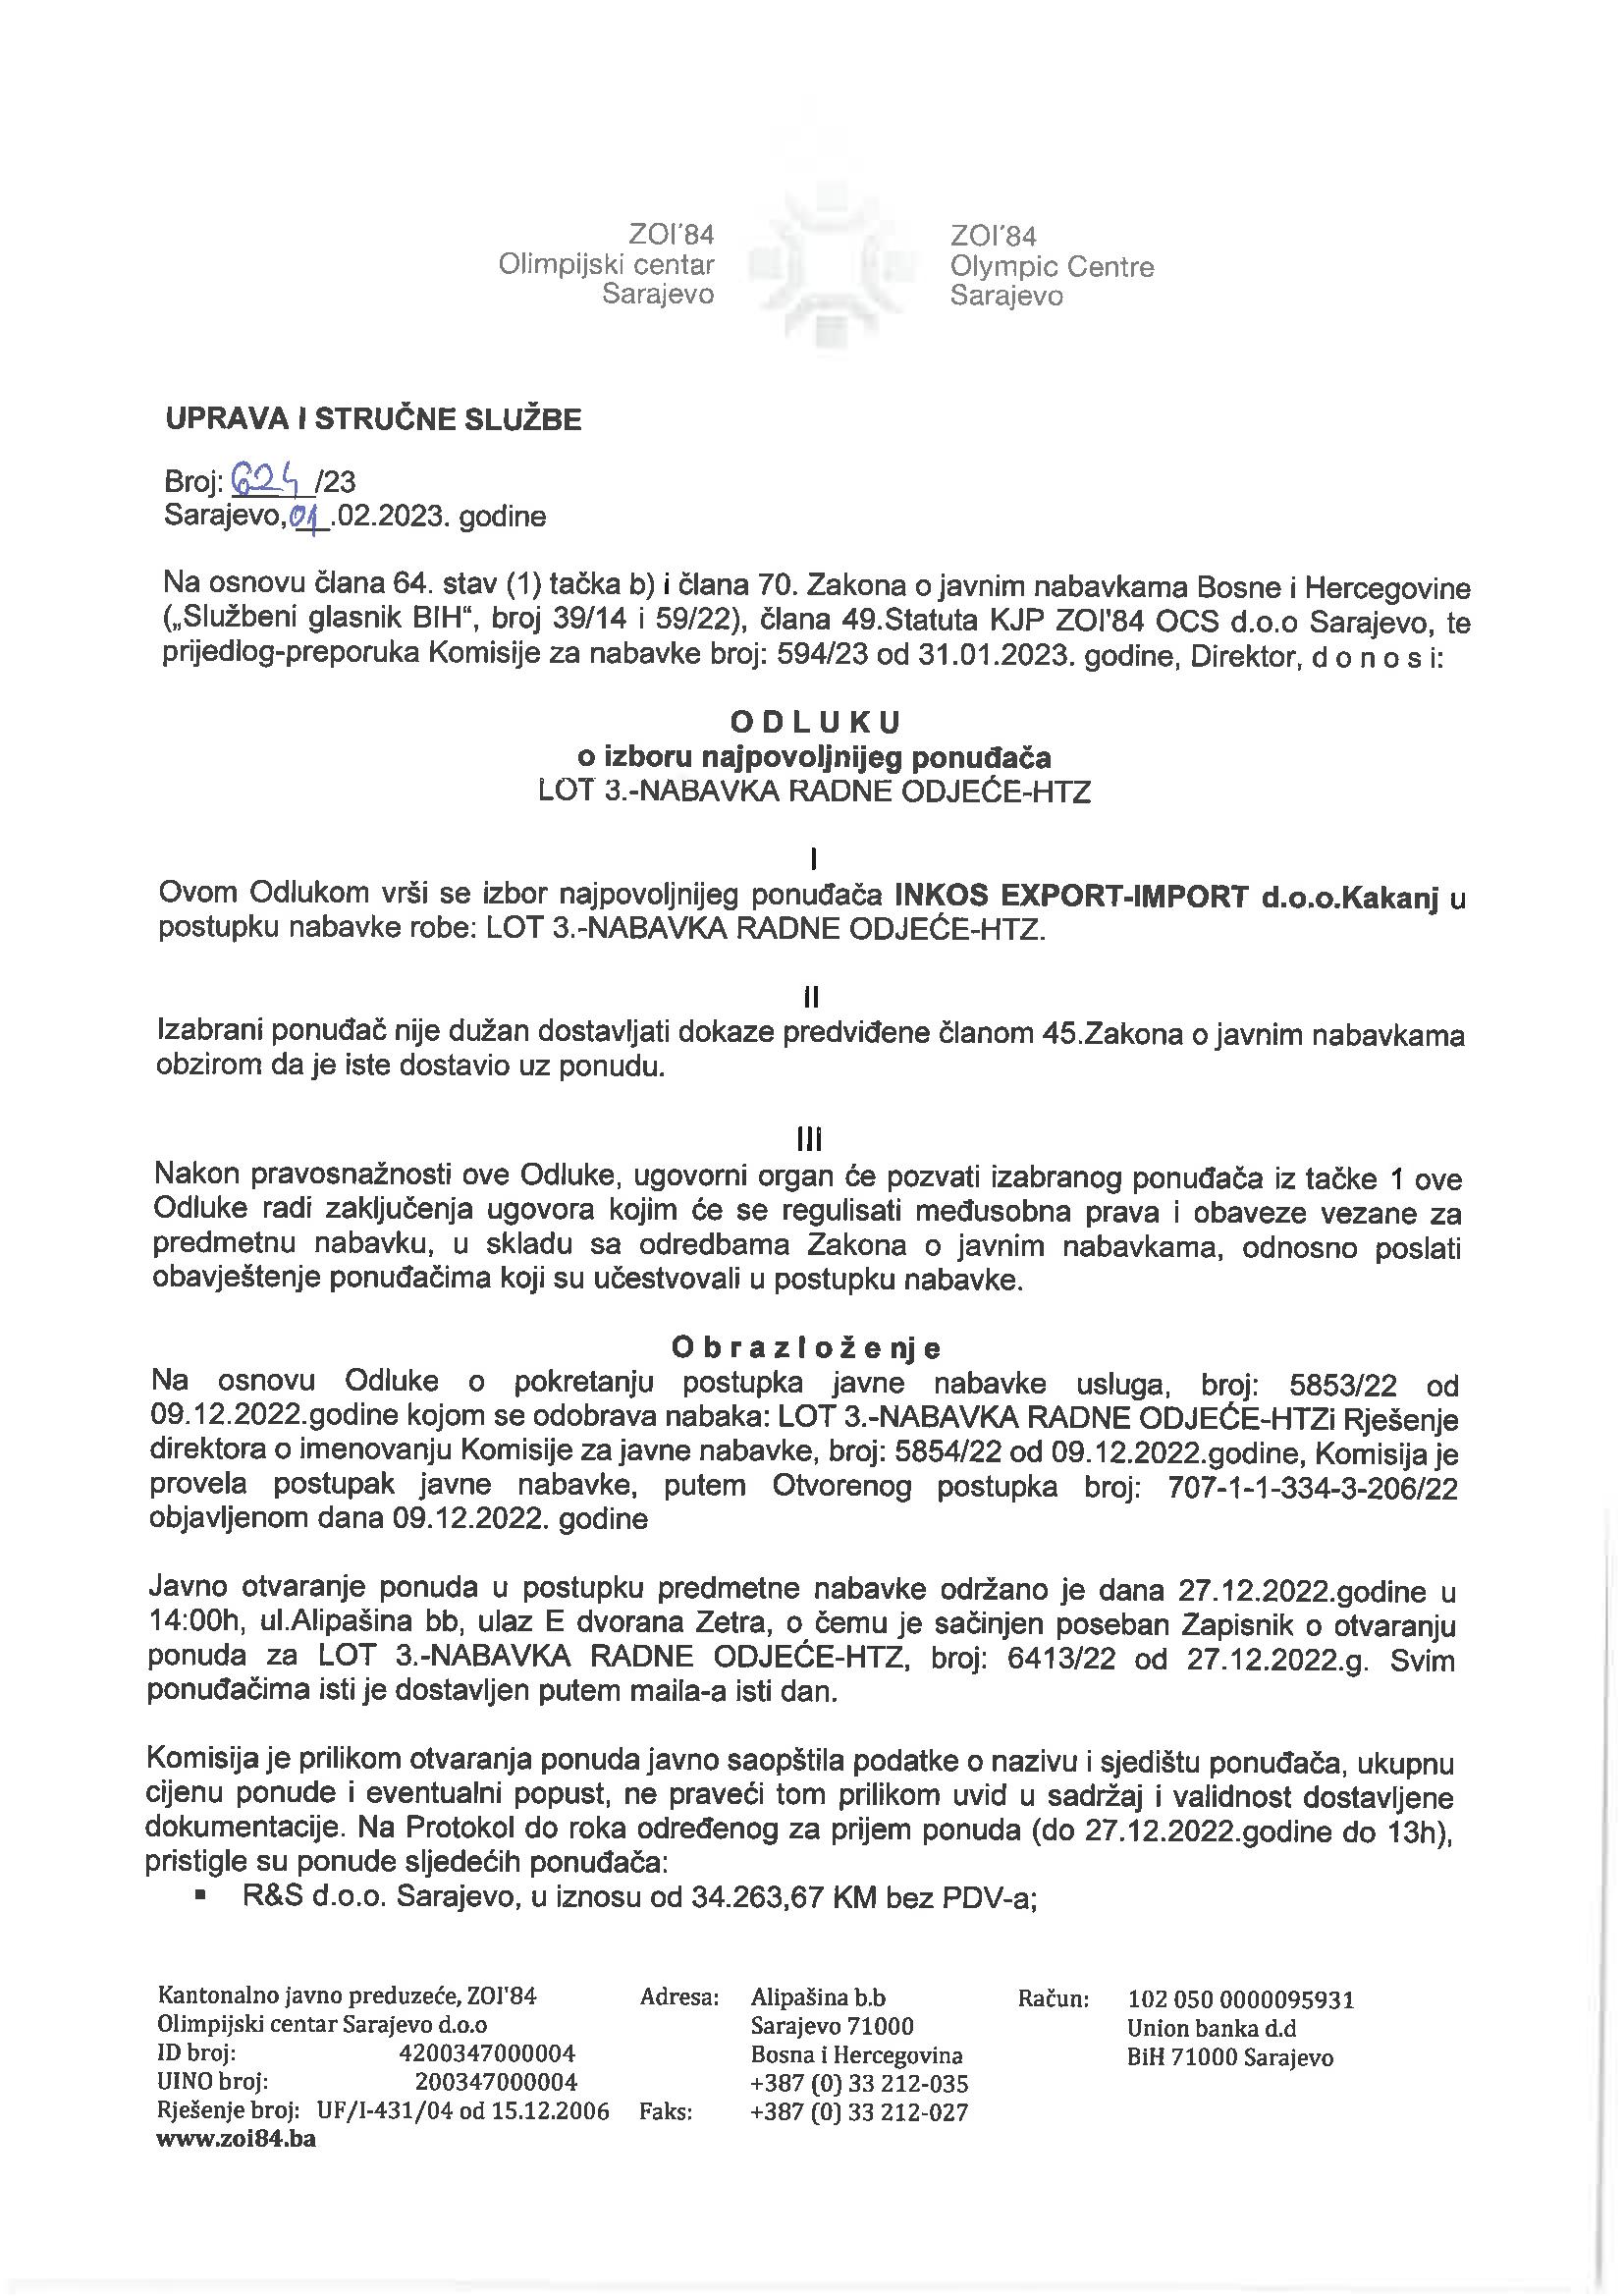 ZOI'84
Olimpijski centar
Sarajevo
ZOI'84
Olympic Centre
Sarajevo
UPRAVA I STRUČNE SLUŽBE
Broj: 624 /23
Sarajevo, 01 .02.2023. godine
Na osnovu člana 64. stav (1) tačka b) i člana 70. Zakona o javnim nabavkama Bosne i Hercegovine
(„Službeni glasnik BIH“, broj 39/14 i 59/22), člana 49.Statuta KJP ZOI'84 OCS d.o.o Sarajevo, te
prijedlog-preporuka Komisije za nabavke broj: 594/23 od 31.01.2023. godine, Direktor, d o n o s i:
O D L U K U
o izboru najpovoljnijeg ponuđača
LOT 3.-NABAVKA RADNE ODJEĆE-HTZ
I
Ovom Odlukom vrši se izbor najpovoljnijeg ponuđača INKOS EXPORT-IMPORT d.o.o.Kakanj u
postupku nabavke robe: LOT 3.-NABAVKA RADNE ODJEĆE-HTZ.
II
Izabrani ponuđač nije dužan dostavljati dokaze predviđene članom 45.Zakona o javnim nabavkama
obzirom da je iste dostavio uz ponudu.
III
Nakon pravosnažnosti ove Odluke, ugovorni organ će pozvati izabranog ponuđača iz tačke 1 ove
Odluke radi zaključenja ugovora kojim će se regulisati međusobna prava i obaveze vezane za
predmetnu nabavku, u skladu sa odredbama Zakona o javnim nabavkama, odnosno poslati
obavještenje ponuđačima koji su učestvovali u postupku nabavke.
O b r a z l o ž e nj e
Na osnovu Odluke o pokretanju postupka javne nabavke usluga, broj: 5853/22 od
09.12.2022.godine kojom se odobrava nabaka: LOT 3.-NABAVKA RADNE ODJEĆE-HTZi Rješenje
direktora o imenovanju Komisije za javne nabavke, broj: 5854/22 od 09.12.2022.godine, Komisija je
provela postupak javne nabavke, putem Otvorenog postupka broj: 707-1-1-334-3-206/22
objavljenom dana 09.12.2022. godine
Javno otvaranje ponuda u postupku predmetne nabavke održano je dana 27.12.2022.godine u
14:00h, ul.Alipašina bb, ulaz E dvorana Zetra, o čemu je sačinjen poseban Zapisnik o otvaranju
ponuda za LOT 3.-NABAVKA RADNE ODJEĆE-HTZ, broj: 6413/22 od 27.12.2022.g. Svim
ponuđačima isti je dostavljen putem maila-a isti dan.
Komisija je prilikom otvaranja ponuda javno saopštila podatke o nazivu i sjedištu ponuđača, ukupnu
cijenu ponude i eventualni popust, ne praveći tom prilikom uvid u sadržaj i validnost dostavljene
dokumentacije. Na Protokol do roka određenog za prijem ponuda (do 27.12.2022.godine do 13h),
pristigle su ponude sljedećih ponuđača:
▪ R&S d.o.o. Sarajevo, u iznosu od 34.263,67 KM bez PDV-a;
Kantonalno javno preduzeće, ZOI'84 Adresa: Alipašina b.b Račun: 102 050 0000095931
Olimpijski centar Sarajevo d.o.o Sarajevo 71000 Union banka d.d
ID broj: 4200347000004 Bosna i Hercegovina BiH 71000 Sarajevo
UINO broj: 200347000004 +387 (0) 33 212-035
Rješenje broj: UF/I-431/04 od 15.12.2006 Faks: +387 (0) 33 212-027
www.zoi84.ba